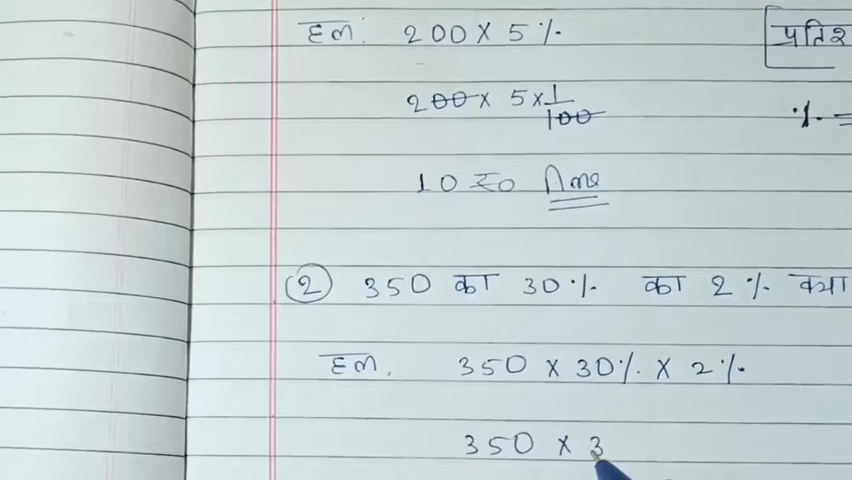 हल: 200 X 5 %
प्रतिश
200 x 5 x 1/100
% =
10 रु० Ans
(2) 350 का 30 % का 2 % क्या
हल. 350 x 30% x 2 %
350 x 3